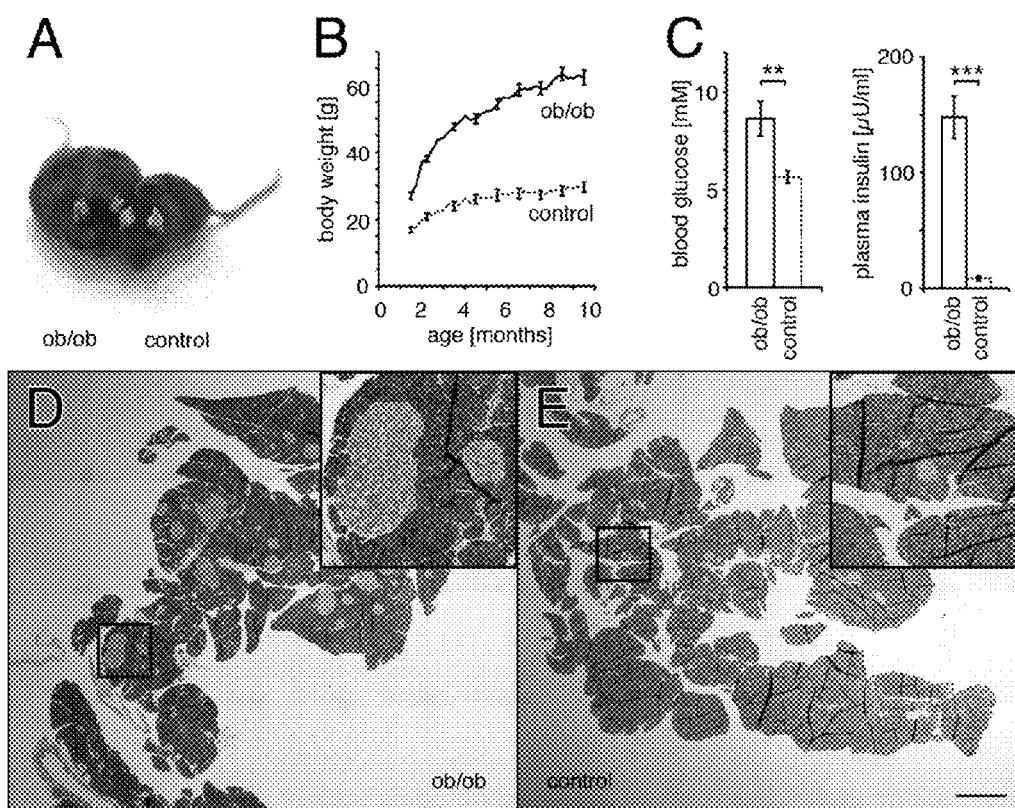 A
ob/ob
control
B
body weight [g]
60
40
20
0
ob/ob
control
0 2 4 6 8 10
age [months]
C
blood glucose [mM]
10
5
0
**
ob/ob
control
plasma insulin [µU/ml]
200
100
0
***
ob/ob
control
D
ob/ob
E
control